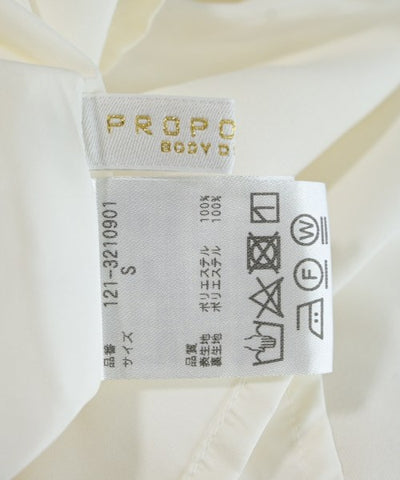 PROPO
BODY D
品番 121-3210901
サイズ S
品質
表生地 ポリエステル 100%
裏生地 ポリエステル 100%
W
F